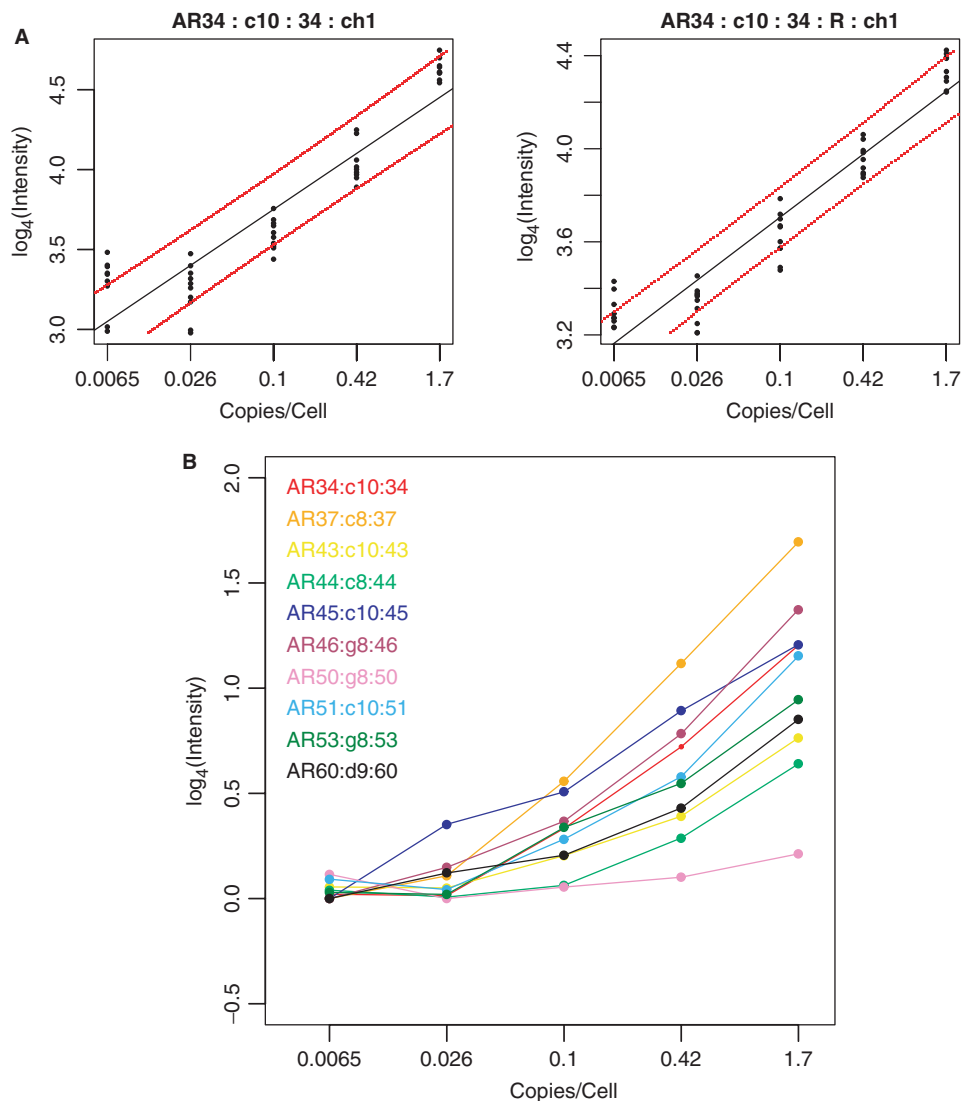 A
AR34 : c10 : 34 : ch1
log4(Intensity)
4.5
4.0
3.5
3.0
0.0065 0.026 0.1 0.42 1.7
Copies/Cell
AR34 : c10 : 34 : R : ch1
log4(Intensity)
4.4
4.0
3.6
3.2
0.0065 0.026 0.1 0.42 1.7
Copies/Cell
B
log4(Intensity)
2.0
1.5
1.0
0.5
0.0
−0.5
AR34:c10:34
AR37:c8:37
AR43:c10:43
AR44:c8:44
AR45:c10:45
AR46:g8:46
AR50:g8:50
AR51:c10:51
AR53:g8:53
AR60:d9:60
0.0065 0.026 0.1 0.42 1.7
Copies/Cell